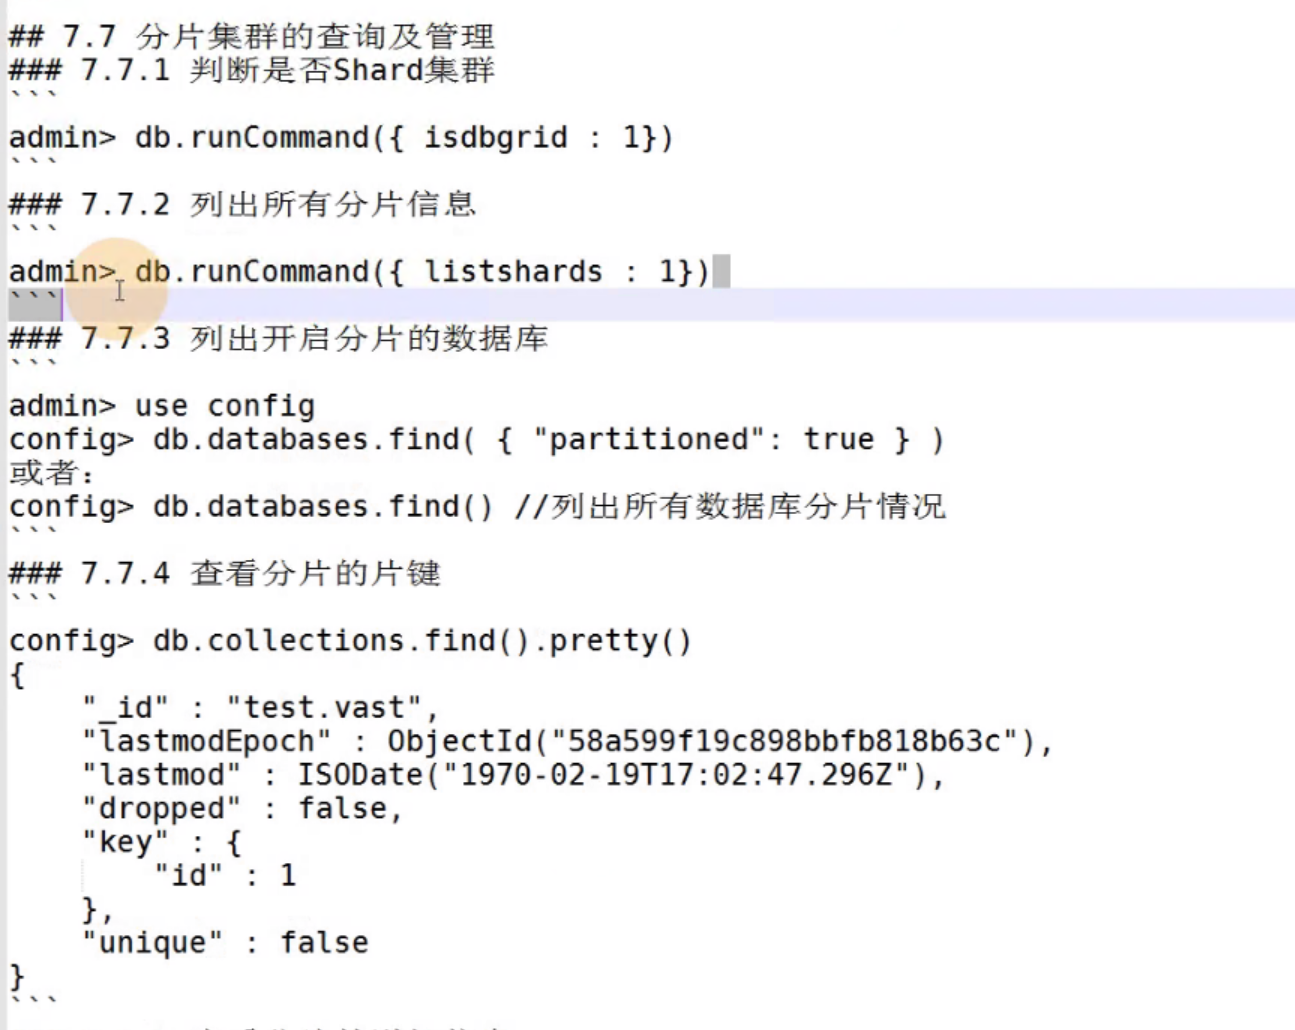 ## 7.7 分片集群的查询及管理
### 7.7.1 判断是否Shard集群
```
admin> db.runCommand({ isdbgrid : 1})
```
### 7.7.2 列出所有分片信息
```
admin> db.runCommand({ listshards : 1})
```
### 7.7.3 列出开启分片的数据库
```
admin> use config
config> db.databases.find( { "partitioned": true } )
或者：
config> db.databases.find() //列出所有数据库分片情况
```
### 7.7.4 查看分片的片键
```
config> db.collections.find().pretty()
{
    "_id" : "test.vast",
    "lastmodEpoch" : ObjectId("58a599f19c898bbfb818b63c"),
    "lastmod" : ISODate("1970-02-19T17:02:47.296Z"),
    "dropped" : false,
    "key" : {
        "id" : 1
    },
    "unique" : false
}
```